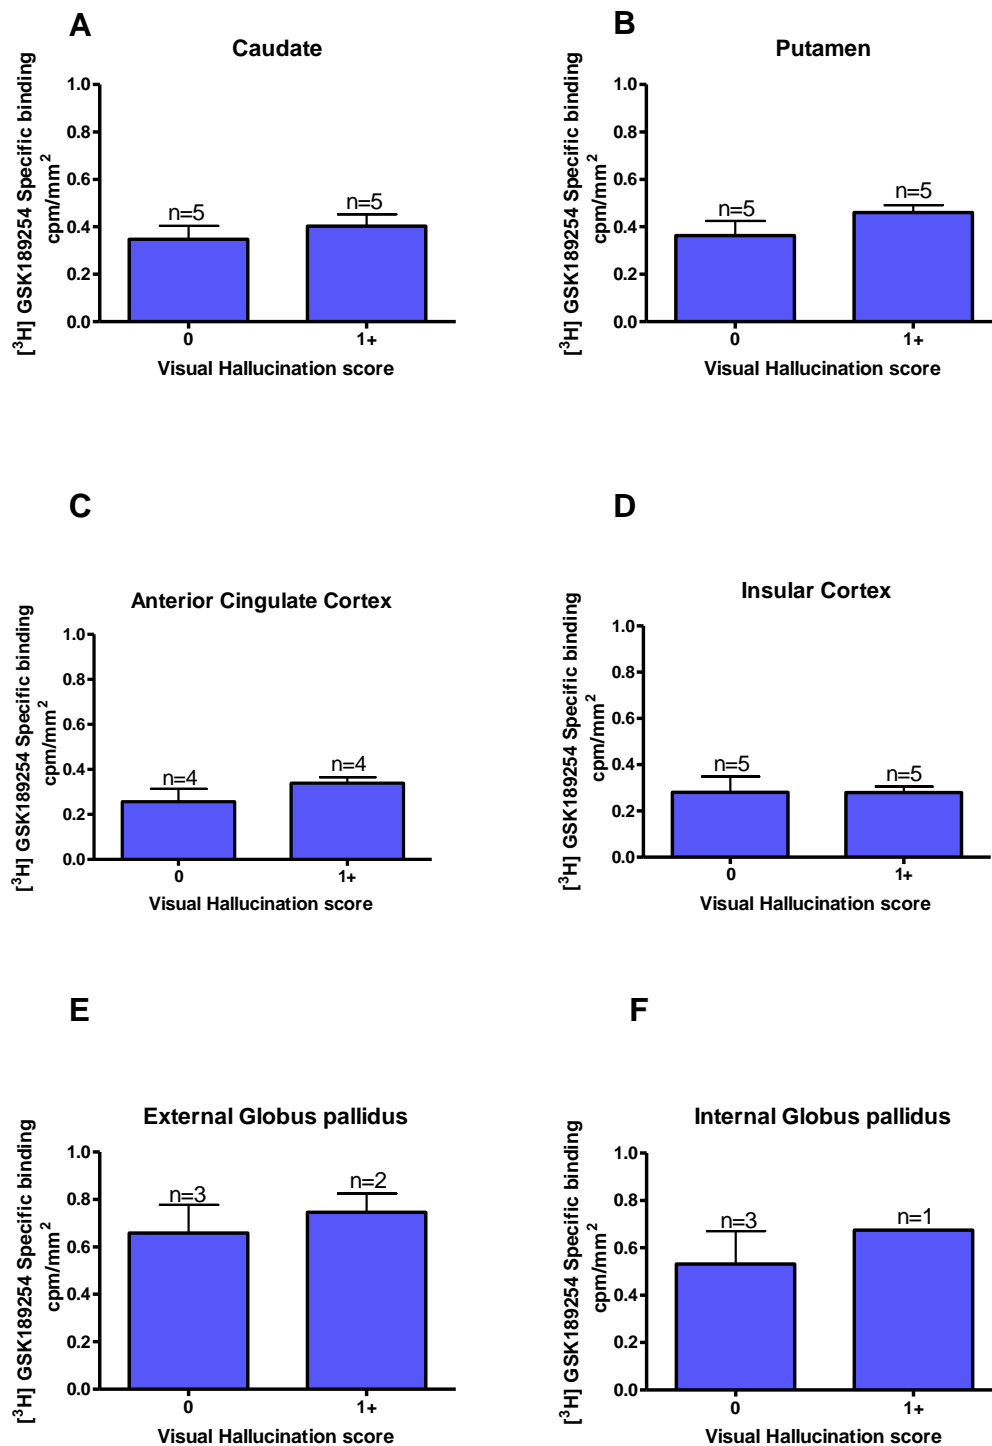 A
Caudate
[³H] GSK189254 Specific binding
cpm/mm²
1.0
0.8
0.6
0.4
0.2
0.0
n=5
n=5
0
1+
Visual Hallucination score
B
Putamen
[³H] GSK189254 Specific binding
cpm/mm²
1.0
0.8
0.6
0.4
0.2
0.0
n=5
n=5
0
1+
Visual Hallucination score
C
Anterior Cingulate Cortex
[³H] GSK189254 Specific binding
cpm/mm²
1.0
0.8
0.6
0.4
0.2
0.0
n=4
n=4
0
1+
Visual Hallucination score
D
Insular Cortex
[³H] GSK189254 Specific binding
cpm/mm²
1.0
0.8
0.6
0.4
0.2
0.0
n=5
n=5
0
1+
Visual Hallucination score
E
External Globus pallidus
[³H] GSK189254 Specific binding
cpm/mm²
1.0
0.8
0.6
0.4
0.2
0.0
n=3
n=2
0
1+
Visual Hallucination score
F
Internal Globus pallidus
[³H] GSK189254 Specific binding
cpm/mm²
1.0
0.8
0.6
0.4
0.2
0.0
n=3
n=1
0
1+
Visual Hallucination score